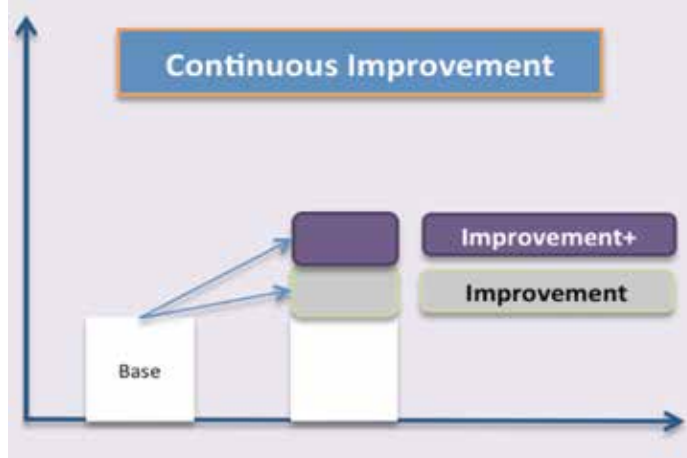 Continuous Improvement
Improvement+
Improvement
Base